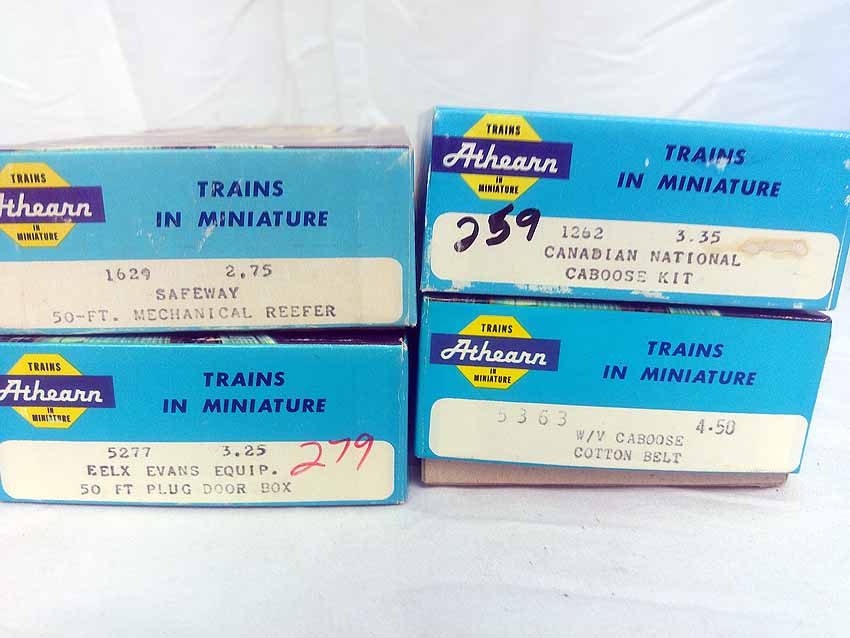 TRAINS
Athearn
IN
MINIATURE
TRAINS
IN MINIATURE
1629 2.75
SAFEWAY
50-FT. MECHANICAL REEFER
TRAINS
Athearn
IN
MINIATURE
TRAINS
IN MINIATURE
259 1262 3.35
CANADIAN NATIONAL
CABOOSE KIT
TRAINS
Athearn
IN
MINIATURE
TRAINS
IN MINIATURE
5277 3.25
EELX EVANS EQUIP. 279
50 FT PLUG DOOR BOX
TRAINS
Athearn
IN
MINIATURE
TRAINS
IN MINIATURE
5363 4.50
W/V CABOOSE
COTTON BELT